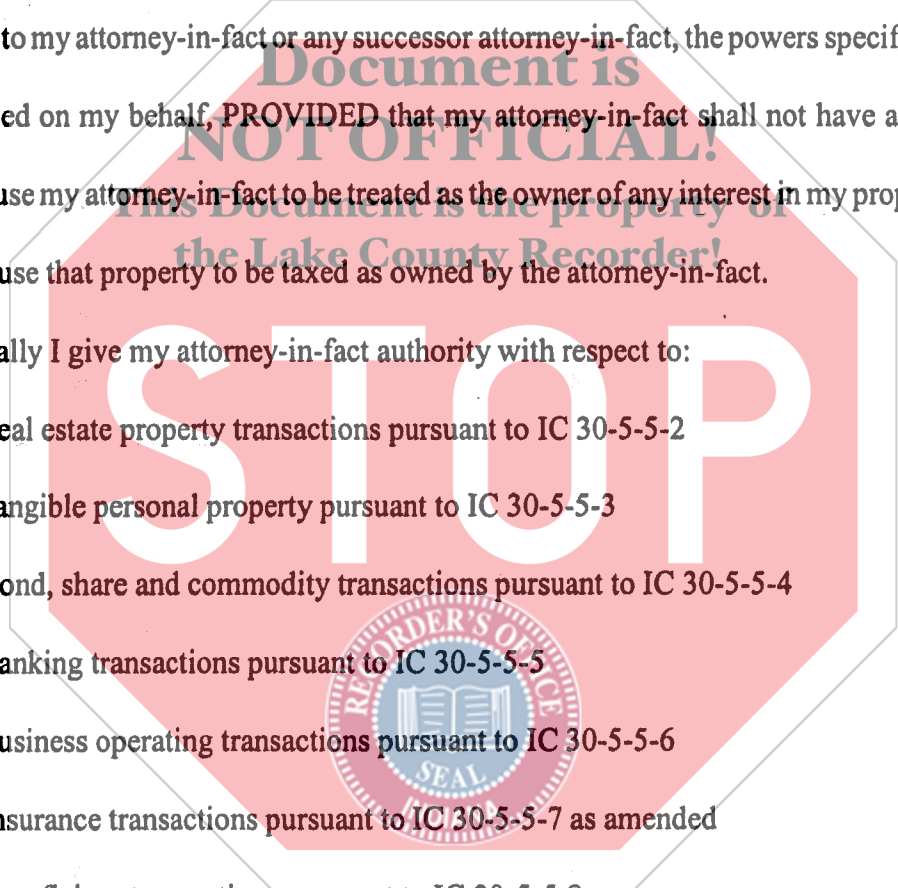 to my attorney-in-fact or any successor attorney-in-fact, the powers specif
Document is
ed on my behalf, PROVIDED that my attorney-in-fact shall not have a
NOT OFFICIAL!
use my attorney-in-fact to be treated as the owner of any interest in my prop
This Document is the property of
the Lake County Recorder!
use that property to be taxed as owned by the attorney-in-fact.
ally I give my attorney-in-fact authority with respect to:
STOP
eal estate property transactions pursuant to IC 30-5-5-2
angible personal property pursuant to IC 30-5-5-3
ond, share and commodity transactions pursuant to IC 30-5-5-4
RECORDER'S OFFICE
anking transactions pursuant to IC 30-5-5-5
usiness operating transactions pursuant to IC 30-5-5-6
SEAL
nsurance transactions pursuant to IC 30-5-5-7 as amended